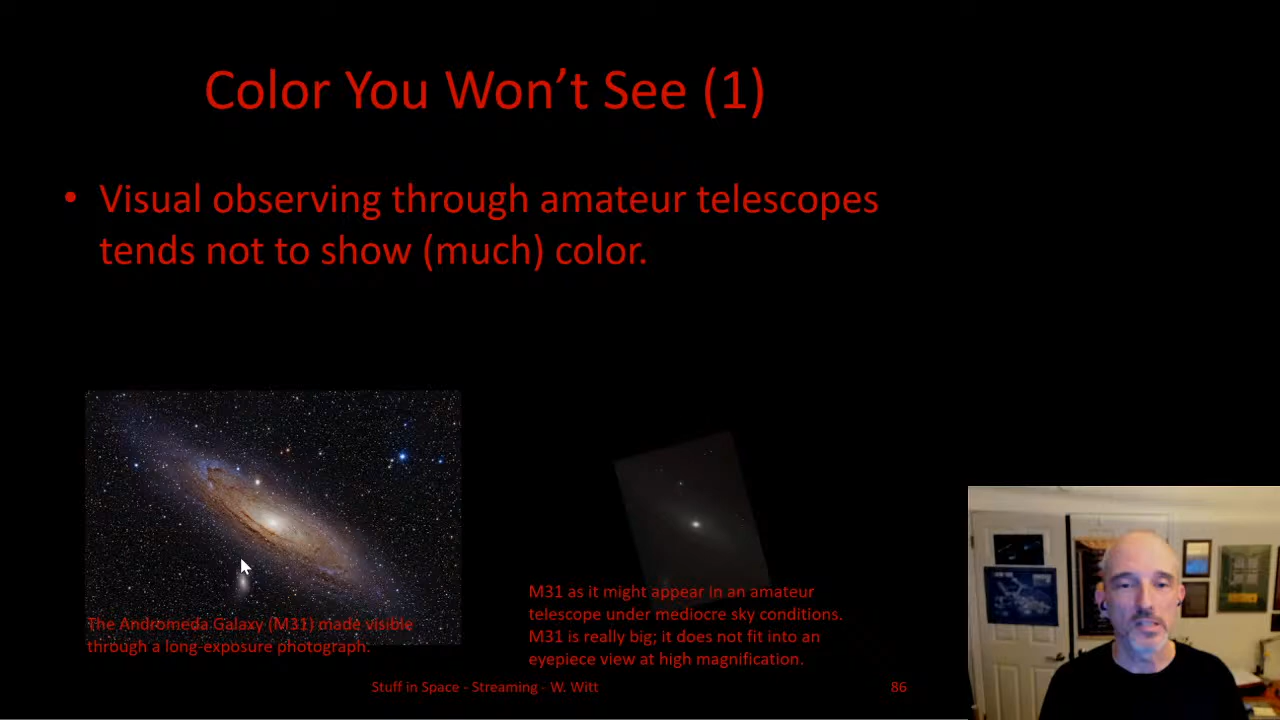 Color You Won’t See (1)
• Visual observing through amateur telescopes
tends not to show (much) color.
The Andromeda Galaxy (M31) made visible
through a long-exposure photograph.
M31 as it might appear in an amateur
telescope under mediocre sky conditions.
M31 is really big; it does not fit into an
eyepiece view at high magnification.
Stuff in Space - Streaming - W. Witt
86